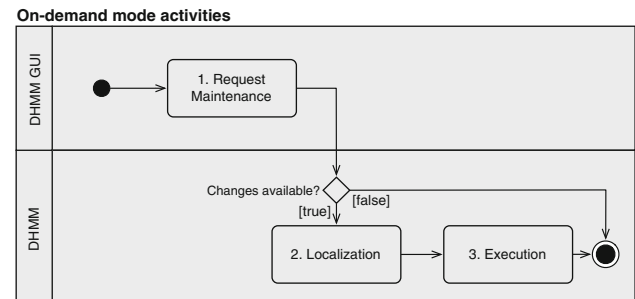 On-demand mode activities
DHMM GUI
1. Request
Maintenance
DHMM
Changes available?
[false]
[true]
2. Localization
3. Execution